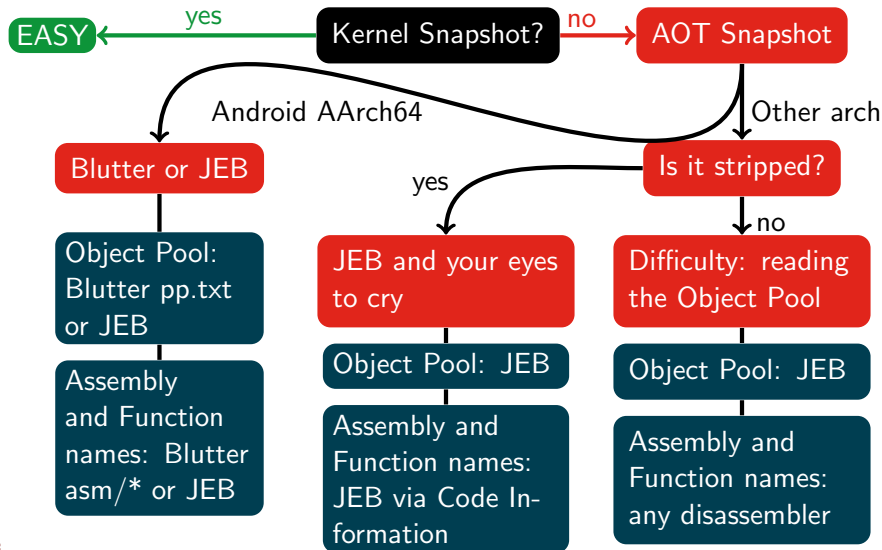 EASY
yes
Kernel Snapshot?
no
AOT Snapshot
Android AArch64
Other arch
Blutter or JEB
Is it stripped?
yes
no
Object Pool:
Blutter pp.txt
or JEB
JEB and your eyes
to cry
Difficulty: reading
the Object Pool
Object Pool: JEB
Object Pool: JEB
Assembly
and Function
names: Blutter
asm/* or JEB
Assembly and
Function names:
JEB via Code In-
formation
Assembly and
Function names:
any disassembler